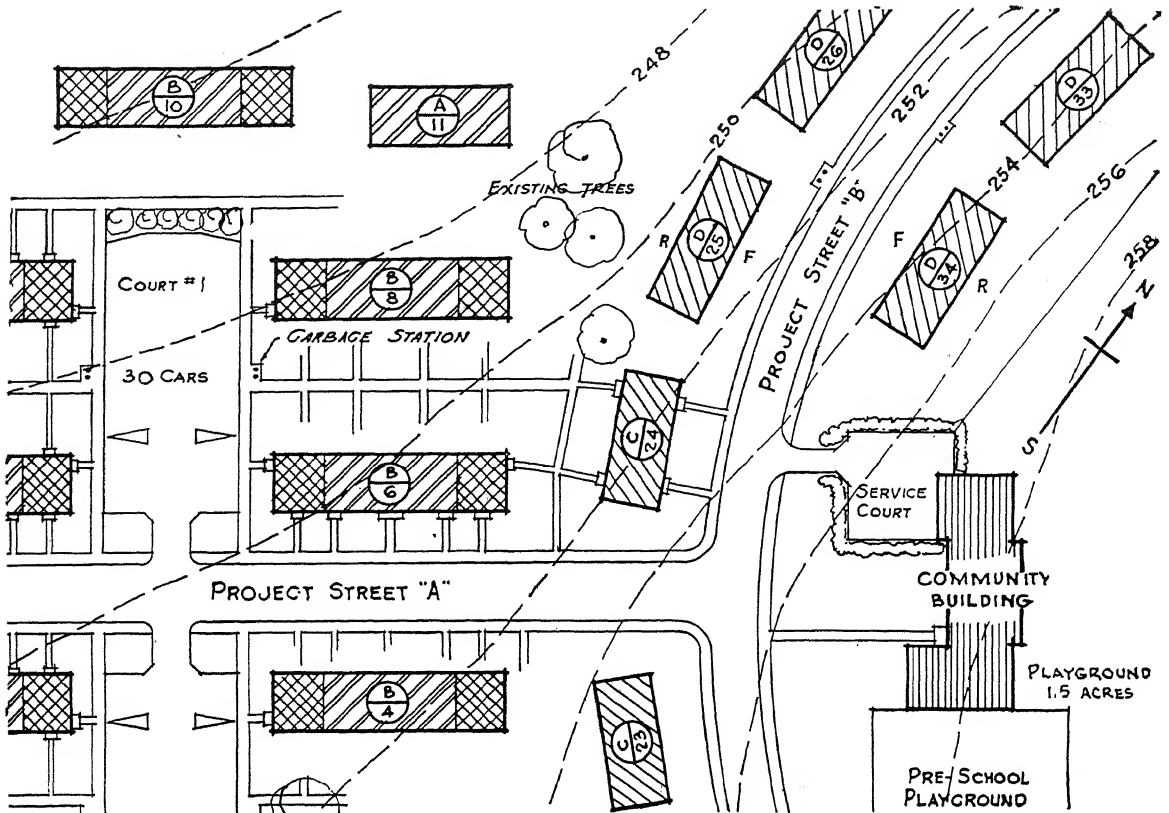 B
10
A
11
248
250
D
26
252
D
33
254
256
258
N
S
EXISTING TREES
R
D
25
F
PROJECT STREET "B"
F
D
34
R
COURT #1
B
8
GARBAGE STATION
30 CARS
C
24
B
6
SERVICE
COURT
PROJECT STREET "A"
COMMUNITY
BUILDING
PLAYGROUND
1.5 ACRES
B
4
C
23
PRE-SCHOOL
PLAYGROUND